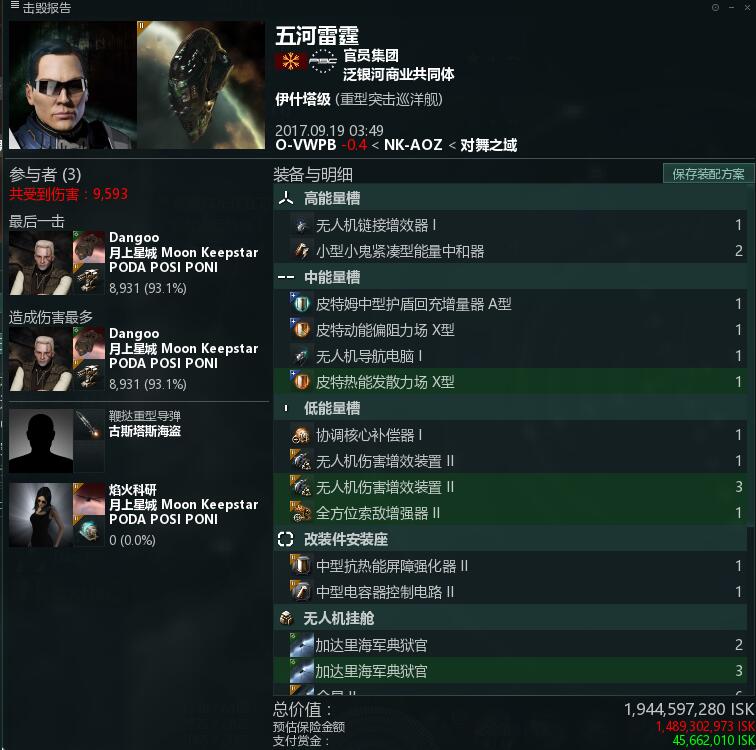 击毁报告
五河雷霆
官员集团
泛银河商业共同体
伊什塔级 (重型突击巡洋舰)
2017.09.19 03:49
O-VWPB -0.4 < NK-AOZ < 对舞之域
参与者 (3)
共受到伤害：9,593
最后一击
Dangoo
月上星城 Moon Keepstar
PODA POSI PONI
8,931 (93.1%)
造成伤害最多
Dangoo
月上星城 Moon Keepstar
PODA POSI PONI
8,931 (93.1%)
鞭挞重型导弹
古斯塔斯海盗
焰火科研
月上星城 Moon Keepstar
PODA POSI PONI
0 (0.0%)
装备与明细
保存装配方案
高能量槽
无人机链接增效器 I 1
小型小鬼紧凑型能量中和器 2
中能量槽
皮特姆中型护盾回充增量器 A型 1
皮特动能偏阻力场 X型 1
无人机导航电脑 I 1
皮特热能发散力场 X型 1
低能量槽
协调核心补偿器 I 1
无人机伤害增效装置 II 1
无人机伤害增效装置 II 3
全方位索敌增强器 II 1
改装件安装座
中型抗热能屏障强化器 II 1
中型电容器控制电路 II 1
无人机挂舱
加达里海军典狱官 2
加达里海军典狱官 3
总价值： 1,944,597,280 ISK
预估保险金额 1,489,302,973 ISK
支付赏金： 45,662,010 ISK